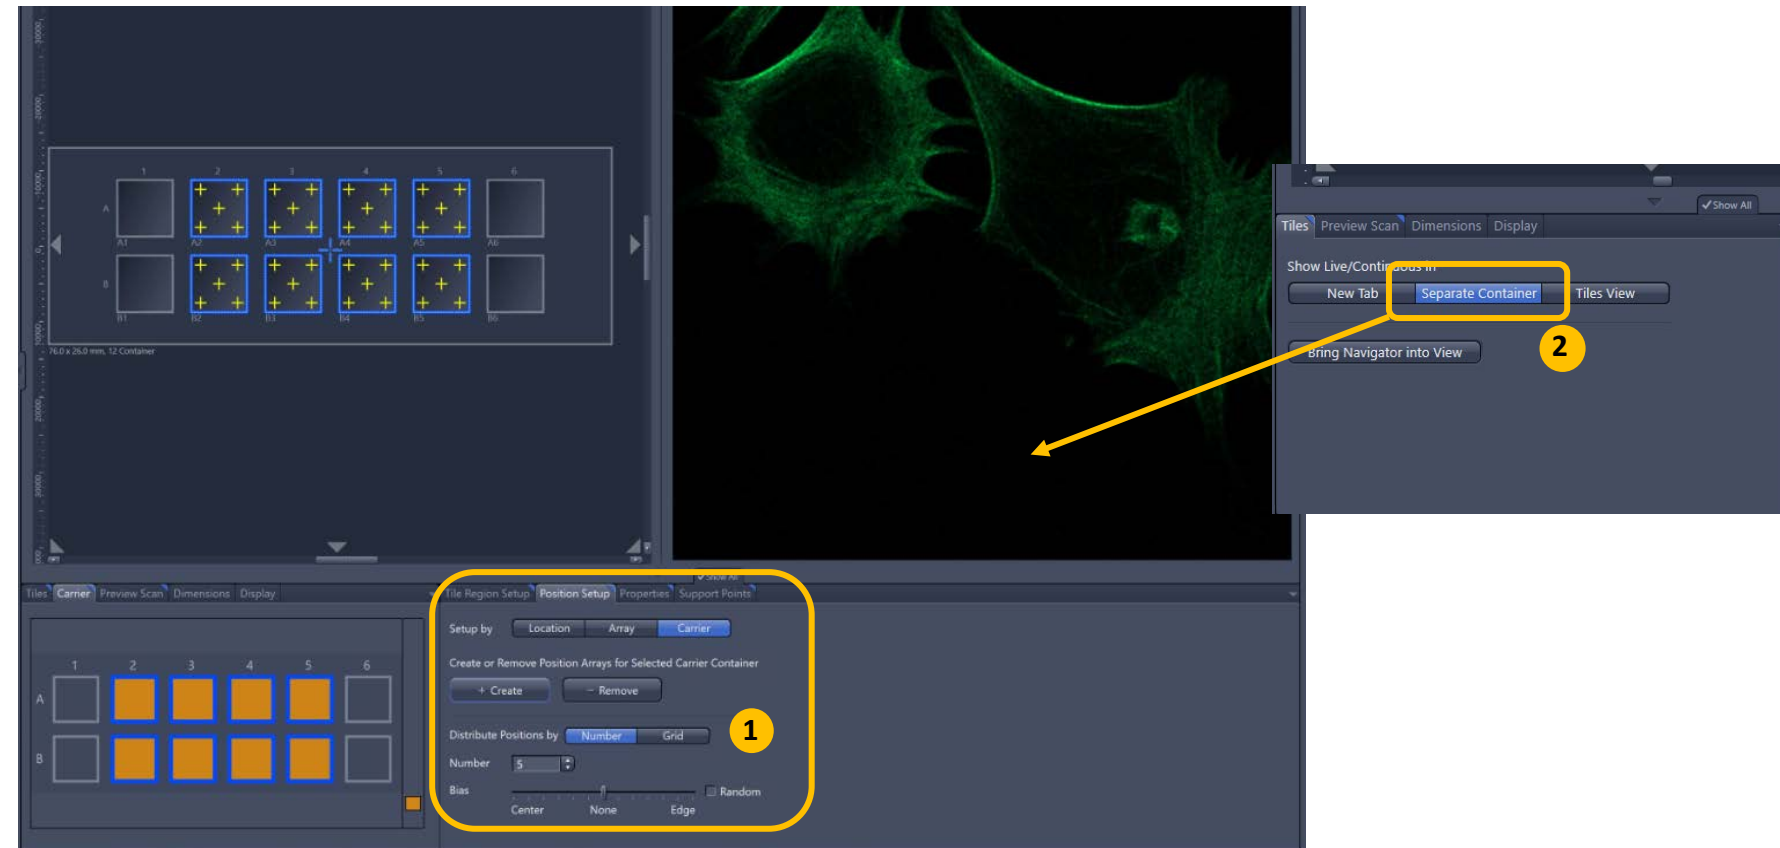 1 2 3 4 5 6
A
A1 A2 A3 A4 A5 A6
B
B1 B2 B3 B4 B5 B6
76.0 x 26.0 mm, 12 Container
Show All
Tiles Preview Scan Dimensions Display
Show Live/Continuous in
New Tab Separate Container Tiles View
Bring Navigator into View
2
Show All
Tiles Carrier Preview Scan Dimensions Display
1 2 3 4 5 6
A
B
Tile Region Setup Position Setup Properties Support Points
Setup by Location Array Carrier
Create or Remove Position Arrays for Selected Carrier Container
+ Create − Remove
Distribute Positions by Number Grid
1
Number 5
Bias Random
Center None Edge